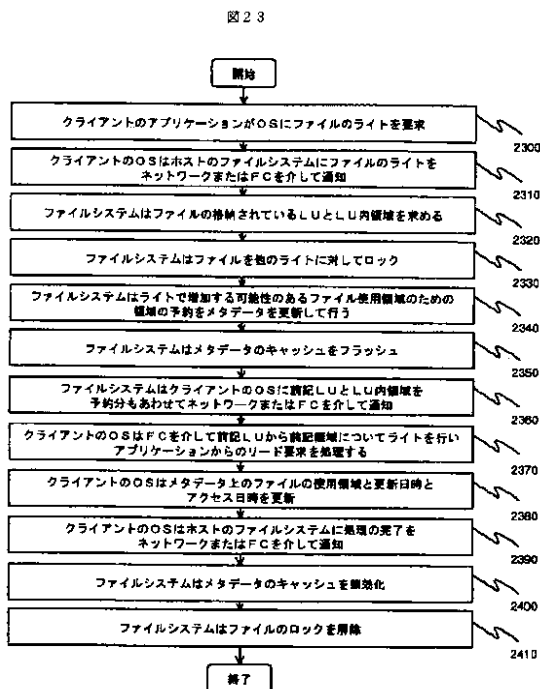 図２３
開始
クライアントのアプリケーションがＯＳにファイルのライトを要求
2300
クライアントのＯＳはホストのファイルシステムにファイルのライトを
ネットワークまたはＦＣを介して通知
2310
ファイルシステムはファイルの格納されているＬＵとＬＵ内領域を求める
2320
ファイルシステムはファイルを他のライトに対してロック
2330
ファイルシステムはライトで増加する可能性のあるファイル使用領域のための
領域の予約をメタデータを更新して行う
2340
ファイルシステムはメタデータのキャッシュをフラッシュ
2350
ファイルシステムはクライアントのＯＳに前記ＬＵとＬＵ内領域を
予約分もあわせてネットワークまたはＦＣを介して通知
2360
クライアントのＯＳはＦＣを介して前記ＬＵから前記領域についてライトを行い
アプリケーションからのリード要求を処理する
2370
クライアントのＯＳはメタデータ上のファイルの使用領域と更新日時と
アクセス日時を更新
2380
クライアントのＯＳはホストのファイルシステムに処理の完了を
ネットワークまたはＦＣを介して通知
2390
ファイルシステムはメタデータのキャッシュを無効化
2400
ファイルシステムはファイルのロックを解除
2410
終了